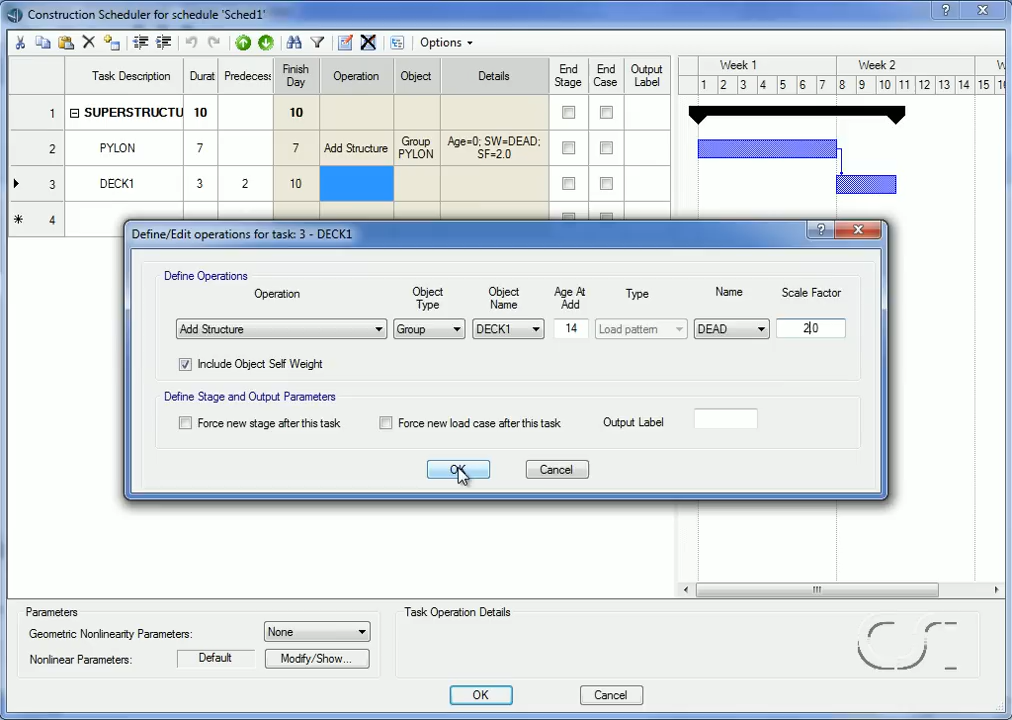 Construction Scheduler for schedule 'Sched1'
Options
Task Description Durat Predecess Finish Day Operation Object Details End Stage End Case Output Label
Week 1 Week 2 W
1 2 3 4 5 6 7 8 9 10 11 12 13 14 15 16
1 SUPERSTRUCTU 10 10
2 PYLON 7 7 Add Structure Group PYLON Age=0; SW=DEAD; SF=2.0
3 DECK1 3 2 10
4
Define/Edit operations for task: 3 - DECK1
Define Operations
Operation Object Type Object Name Age At Add Type Name Scale Factor
Add Structure Group DECK1 14 Load pattern DEAD 2.0
Include Object Self Weight
Define Stage and Output Parameters
Force new stage after this task Force new load case after this task Output Label
OK Cancel
Parameters
Geometric Nonlinearity Parameters: None
Nonlinear Parameters: Default Modify/Show...
Task Operation Details
CSI
OK Cancel